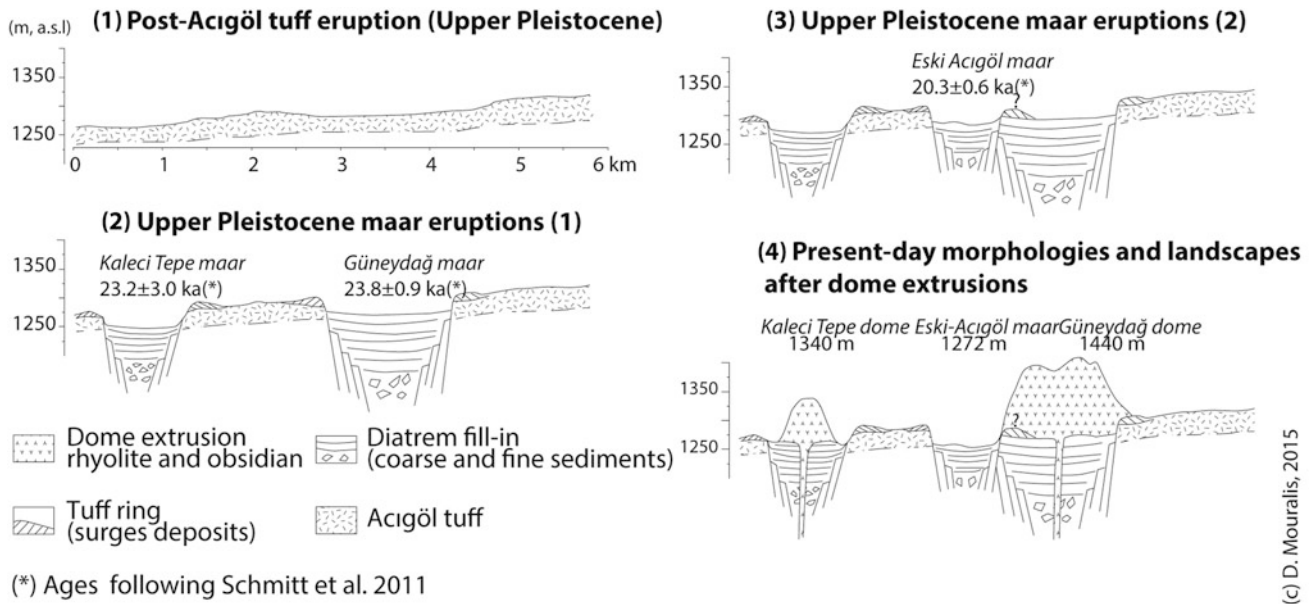 (1) Post-Acıgöl tuff eruption (Upper Pleistocene)
(m, a.s.l)
1350
1250
0 1 2 3 4 5 6 km
(2) Upper Pleistocene maar eruptions (1)
1350
1250
Kaleci Tepe maar
23.2±3.0 ka(*)
Güneydağ maar
23.8±0.9 ka(*)
(3) Upper Pleistocene maar eruptions (2)
1350
1250
Eski Acıgöl maar
20.3±0.6 ka(*)
?
(4) Present-day morphologies and landscapes
after dome extrusions
Kaleci Tepe dome Eski-Acıgöl maarGüneydağ dome
1340 m 1272 m 1440 m
1350
1250
?
Dome extrusion
rhyolite and obsidian
Diatrem fill-in
(coarse and fine sediments)
Tuff ring
(surges deposits)
Acıgöl tuff
(*) Ages following Schmitt et al. 2011
(c) D. Mouralis, 2015